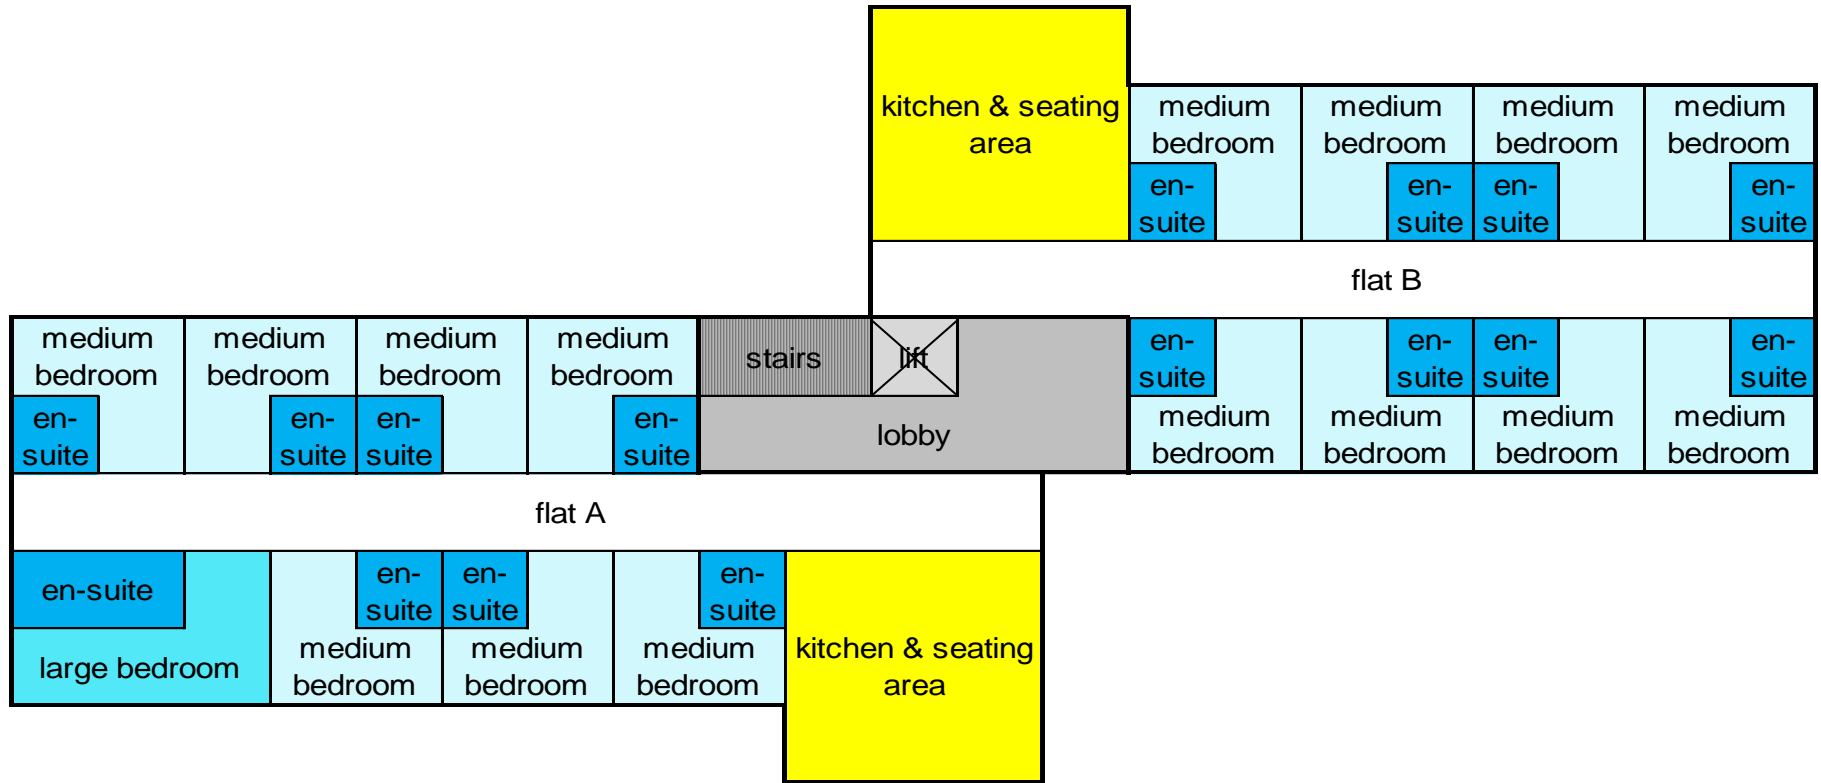 kitchen & seating
area
medium
bedroom
medium
bedroom
medium
bedroom
medium
bedroom
en-
suite
en-
suite
en-
suite
en-
suite
flat B
medium
bedroom
medium
bedroom
medium
bedroom
medium
bedroom
en-
suite
en-
suite
en-
suite
en-
suite
stairs
lift
lobby
en-
suite
en-
suite
en-
suite
en-
suite
medium
bedroom
medium
bedroom
medium
bedroom
medium
bedroom
flat A
en-suite
large bedroom
en-
suite
en-
suite
en-
suite
medium
bedroom
medium
bedroom
medium
bedroom
kitchen & seating
area